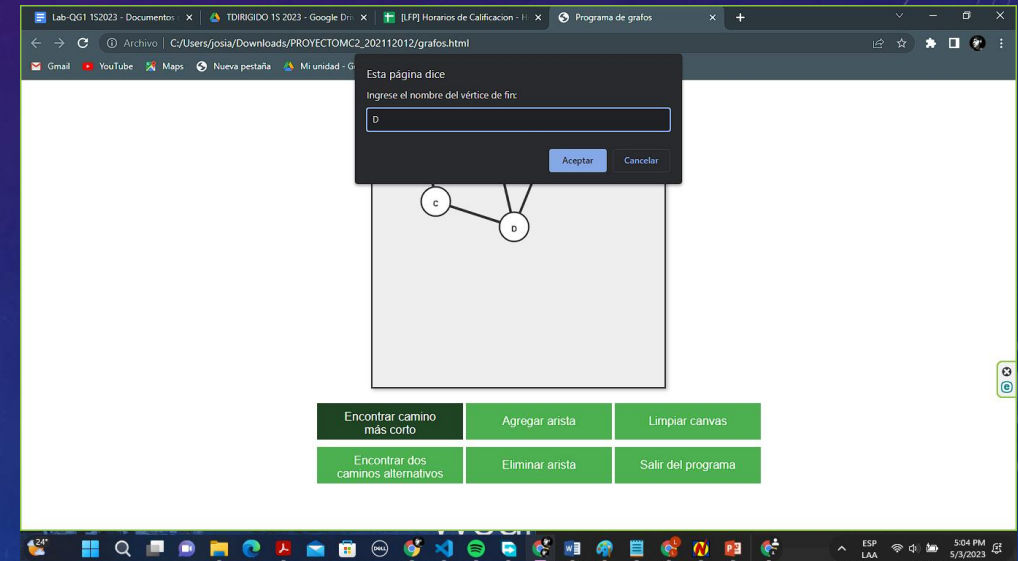 Lab-QG1 1S2023 - Documentos
TDIRIGIDO 1S 2023 - Google Dri
[LFP] Horarios de Calificacion - H
Programa de grafos
Archivo
C:/Users/josia/Downloads/PROYECTOMC2_202112012/grafos.html
Gmail
YouTube
Maps
Nueva pestaña
Mi unidad - G
Esta página dice
Ingrese el nombre del vértice de fin:
D
Aceptar
Cancelar
C
D
Encontrar camino
más corto
Agregar arista
Limpiar canvas
Encontrar dos
caminos alternativos
Eliminar arista
Salir del programa
24°
DELL
ESP
LAA
5:04 PM
5/3/2023